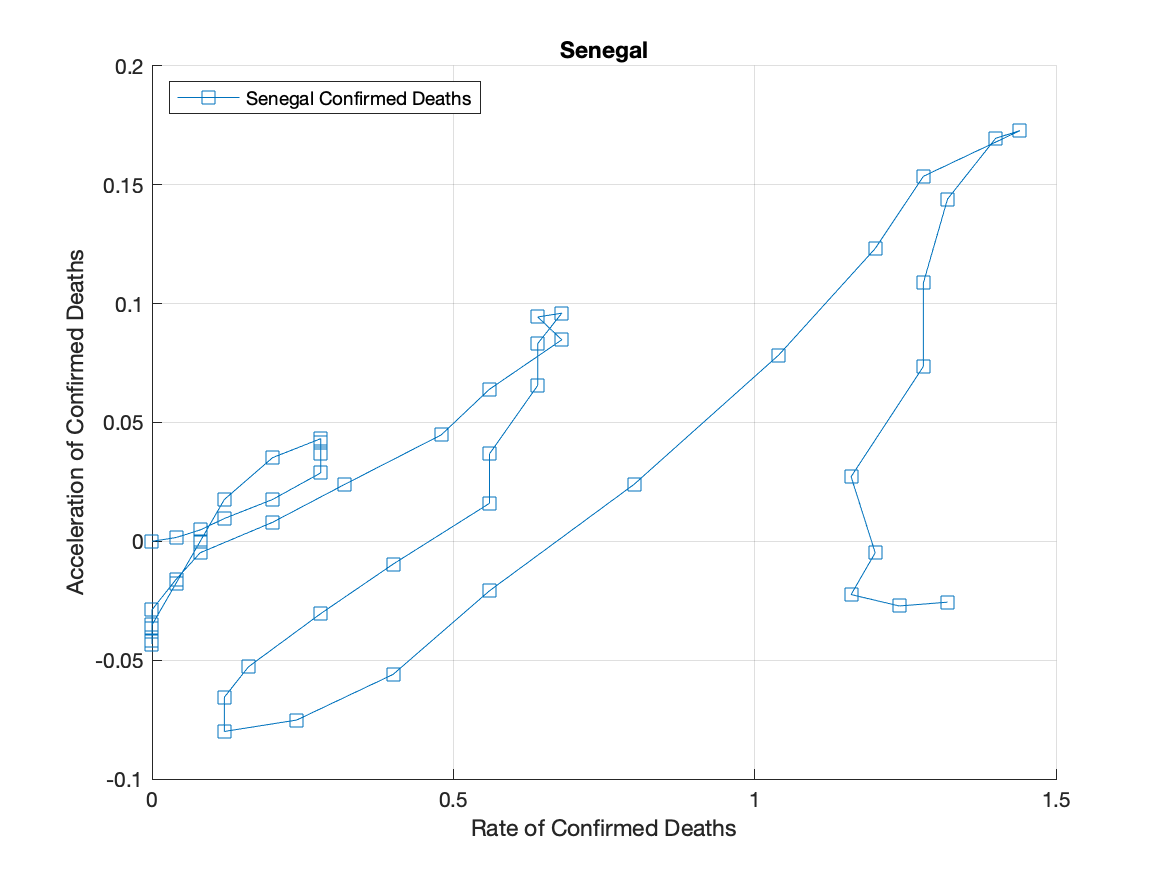 Senegal
Senegal Confirmed Deaths
0.2
0.15
0.1
0.05
0
-0.05
-0.1
Acceleration of Confirmed Deaths
0
0.5
1
1.5
Rate of Confirmed Deaths